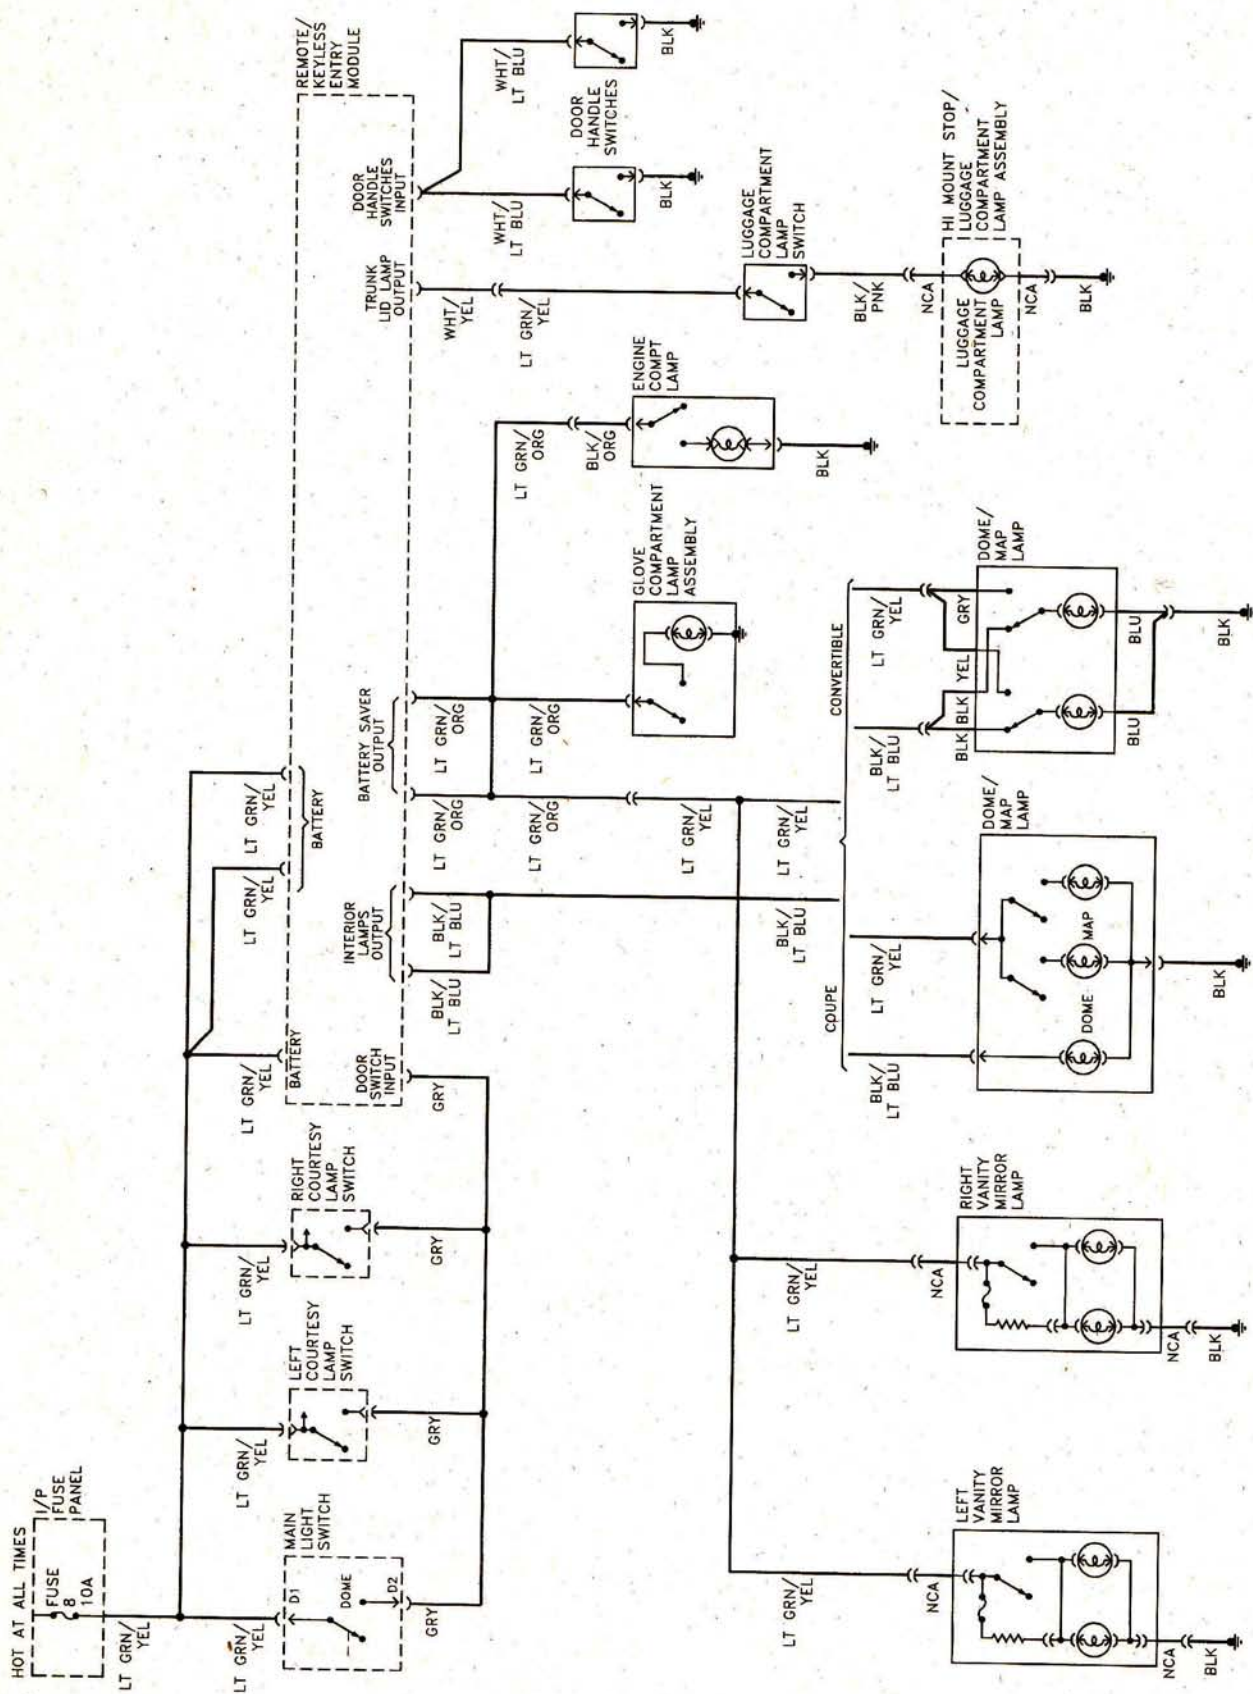 HOT AT ALL TIMES
I/P
FUSE
PANEL
FUSE
8
10A
LT GRN/
YEL
LT GRN/
YEL
LT GRN/
YEL
LT GRN/
YEL
LT GRN/
YEL
LT GRN/
YEL
LT GRN/
YEL
MAIN
LIGHT
SWITCH
D1
DOME
D2
GRY
LEFT
COURTESY
LAMP
SWITCH
GRY
RIGHT
COURTESY
LAMP
SWITCH
GRY
BATTERY
BATTERY
REMOTE/
KEYLESS
ENTRY
MODULE
DOOR
SWITCH
INPUT
INTERIOR
LAMPS
OUTPUT
BATTERY SAVER
OUTPUT
TRUNK
LID LAMP
OUTPUT
DOOR
HANDLE
SWITCHES
INPUT
GRY
BLK/
LT BLU
BLK/
LT BLU
LT GRN/
ORG
LT GRN/
ORG
WHT/
YEL
WHT/
LT BLU
WHT/
LT BLU
LT GRN/
ORG
LT GRN/
ORG
LT GRN/
ORG
BLK/
ORG
LT GRN/
YEL
DOOR
HANDLE
SWITCHES
BLK
BLK
GLOVE
COMPARTMENT
LAMP
ASSEMBLY
ENGINE
COMPT
LAMP
BLK
LUGGAGE
COMPARTMENT
LAMP
SWITCH
BLK/
PNK
NCA
HI MOUNT STOP/
LUGGAGE
COMPARTMENT
LAMP ASSEMBLY
LUGGAGE
COMPARTMENT
LAMP
NCA
BLK
LT GRN/
YEL
LT GRN/
YEL
BLK/
LT BLU
LT GRN/
YEL
LT GRN/
YEL
COUPE
CONVERTIBLE
BLK/
LT BLU
LT GRN/
YEL
BLK/
LT BLU
LT GRN/
YEL
BLK
BLK
YEL
GRY
NCA
LEFT
VANITY
MIRROR
LAMP
NCA
BLK
NCA
RIGHT
VANITY
MIRROR
LAMP
NCA
BLK
DOME/
MAP
LAMP
DOME
MAP
BLK
DOME/
MAP
LAMP
BLU
BLU
BLK